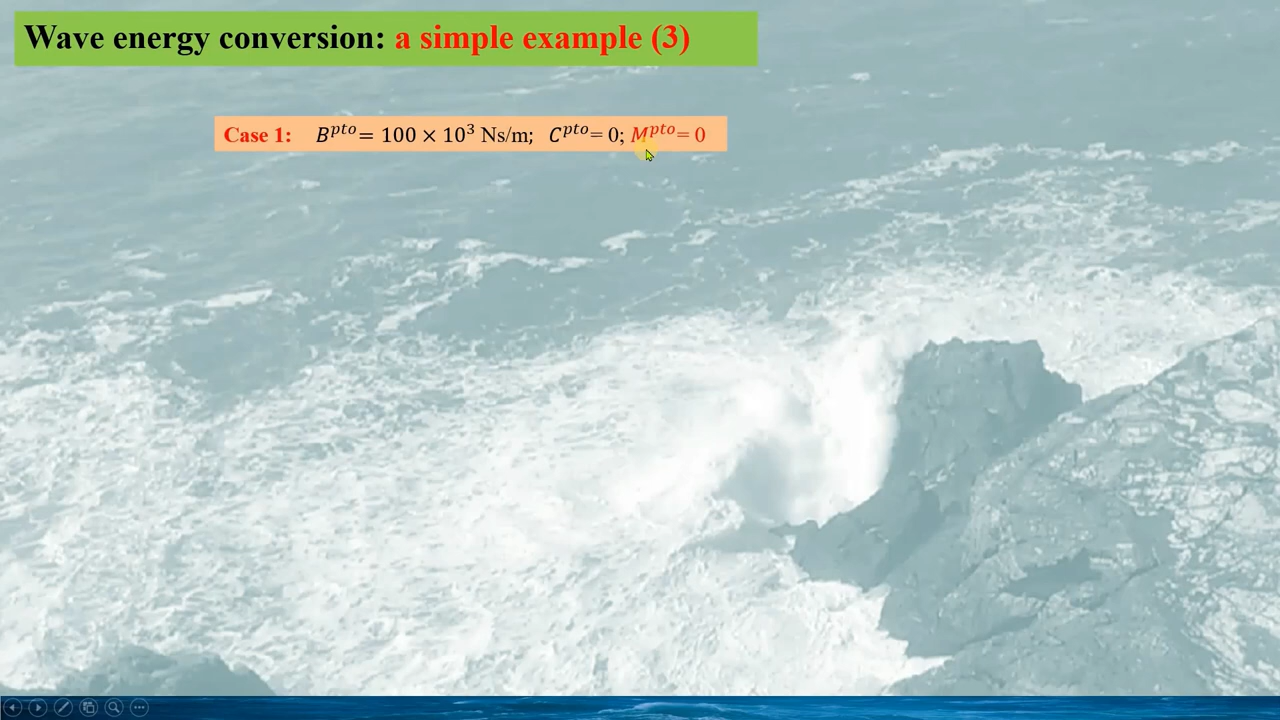 Wave energy conversion: a simple example (3)
Case 1: B^{pto} = 100 × 10^3 Ns/m; C^{pto} = 0; M^{pto} = 0